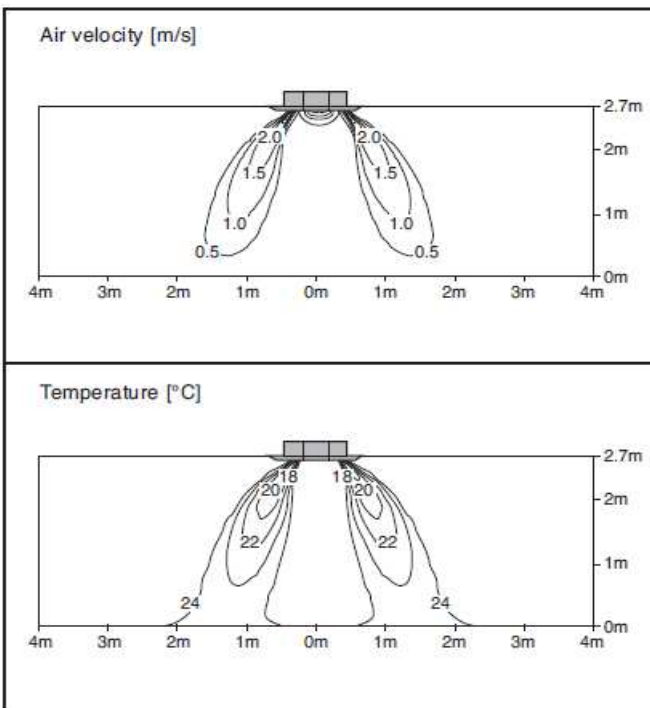 Air velocity [m/s]
2.7m
2.0 2.0
2m
1.5 1.5
1m
1.0 1.0
0.5 0.5
0m
4m 3m 2m 1m 0m 1m 2m 3m 4m
Temperature [°C]
2.7m
18 18
20 20
2m
22 22
1m
24 24
0m
4m 3m 2m 1m 0m 1m 2m 3m 4m